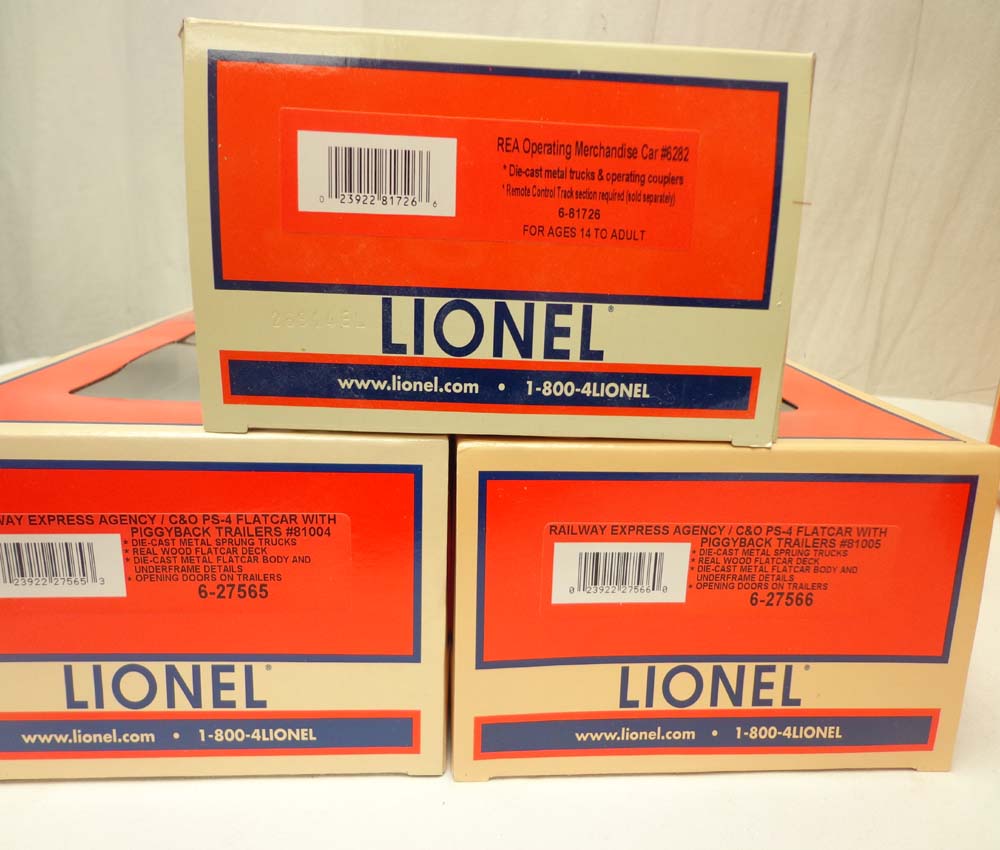 REA Operating Merchandise Car #6282
* Die-cast metal trucks & operating couplers
* Remote Control Track section required (sold separately)
6-81726
FOR AGES 14 TO ADULT
0 23922 81726 6
LIONEL®
www.lionel.com • 1-800-4LIONEL
WAY EXPRESS AGENCY / C&O PS-4 FLATCAR WITH
PIGGYBACK TRAILERS #81004
* DIE-CAST METAL SPRUNG TRUCKS
* REAL WOOD FLATCAR DECK
* DIE-CAST METAL FLATCAR BODY AND
UNDERFRAME DETAILS
* OPENING DOORS ON TRAILERS
6-27565
23922 27565 3
LIONEL®
www.lionel.com • 1-800-4LIONEL
RAILWAY EXPRESS AGENCY / C&O PS-4 FLATCAR WITH
PIGGYBACK TRAILERS #81005
* DIE-CAST METAL SPRUNG TRUCKS
* REAL WOOD FLATCAR DECK
* DIE-CAST METAL FLATCAR BODY AND
UNDERFRAME DETAILS
* OPENING DOORS ON TRAILERS
6-27566
0 23922 27566 0
LIONEL®
www.lionel.com • 1-800-4LIONEL